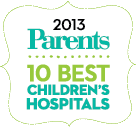 2013
Parents
10 BEST
CHILDREN'S
HOSPITALS